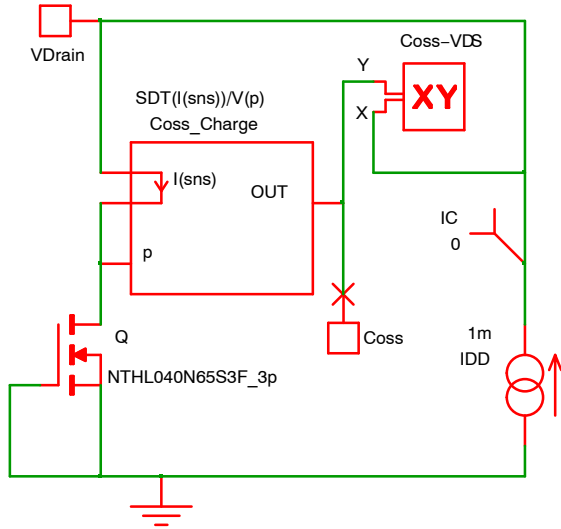 VDrain
Coss-VDS
Y
XY
X
SDT(I(sns))/V(p)
Coss_Charge
I(sns)
OUT
p
IC
0
Q
NTHL040N65S3F_3p
Coss
1m
IDD